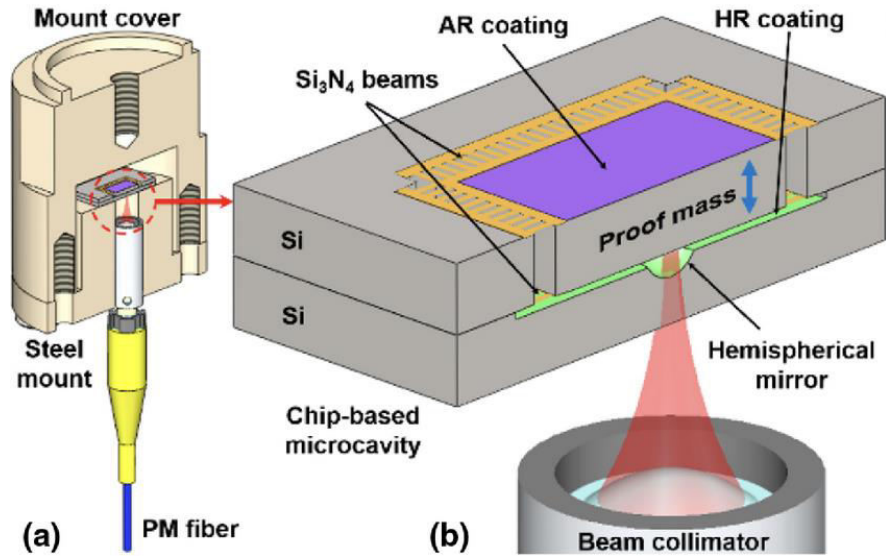 Mount cover
Steel
mount
PM fiber
(a)
AR coating
HR coating
Si₃N₄ beams
Proof mass
Si
Si
Hemispherical
mirror
Chip-based
microcavity
(b)
Beam collimator